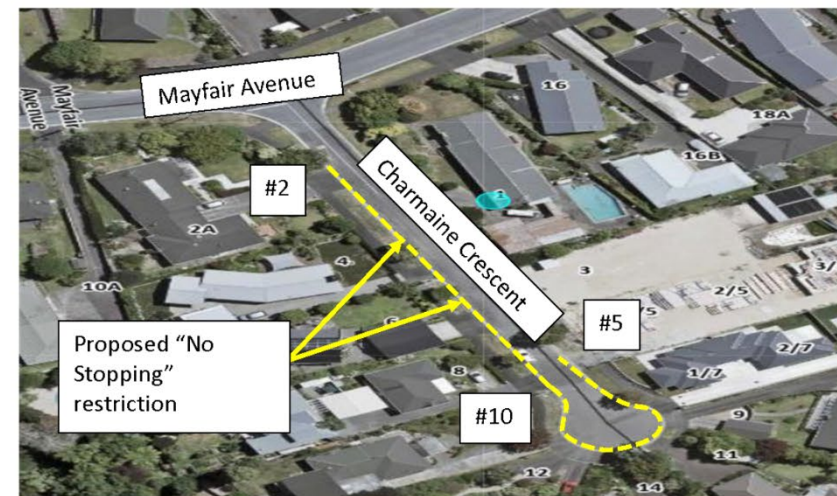 Mayfair Avenue
Mayfair
Avenue
16
18A
16B
Charmaine Crescent
#2
2A
4
10A
3
3/
2/5
/5
#5
6
2/7
1/7
Proposed “No
Stopping”
restriction
8
#10
9
11
12
14